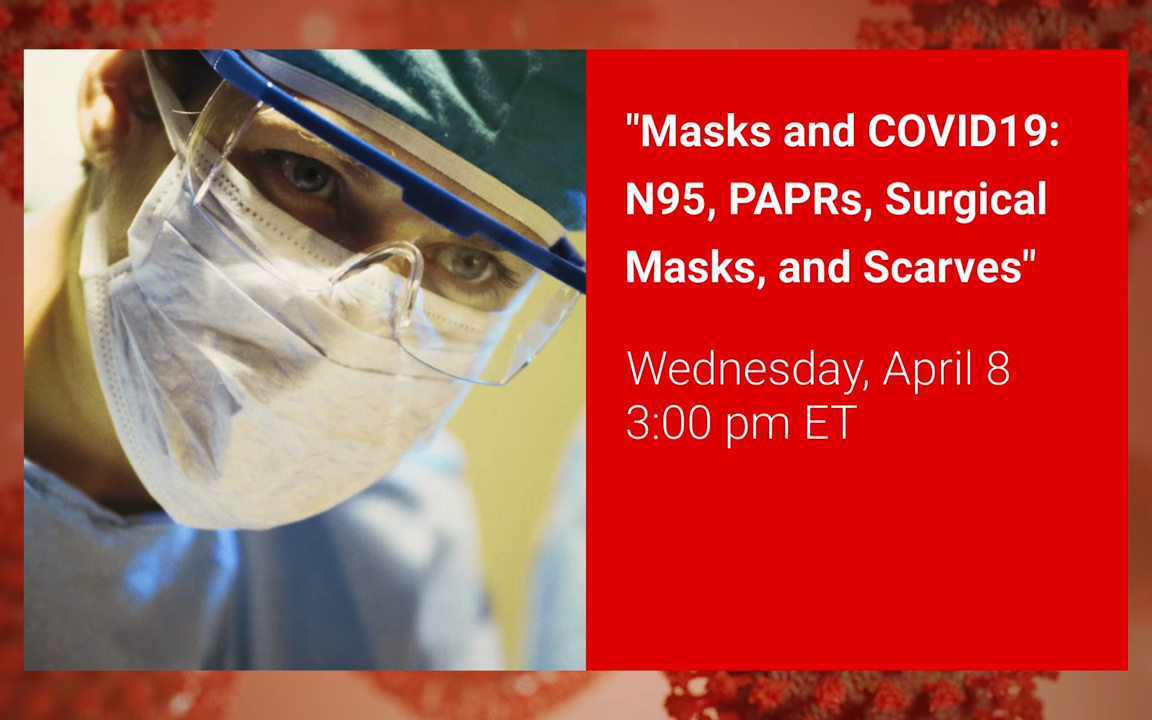 "Masks and COVID19:
N95, PAPRs, Surgical
Masks, and Scarves"
Wednesday, April 8
3:00 pm ET